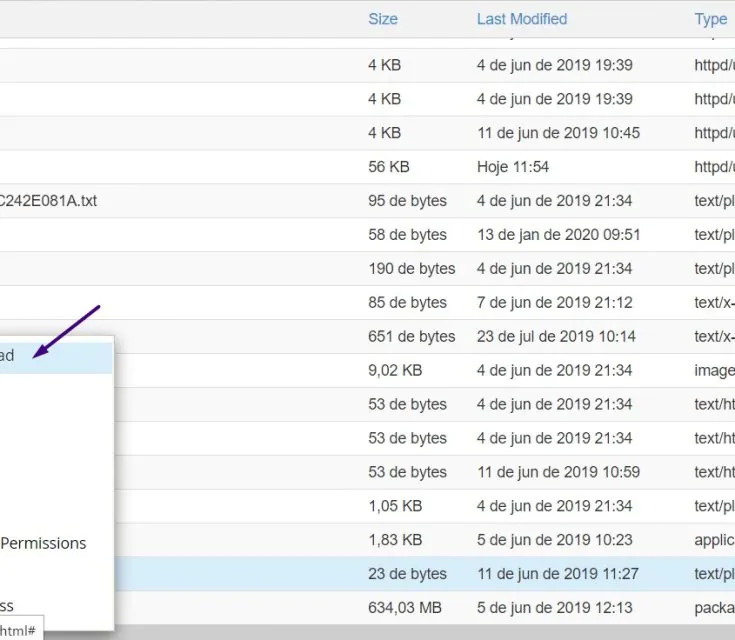 Size Last Modified Type
4 KB 4 de jun de 2019 19:39 httpd/u
4 KB 4 de jun de 2019 19:39 httpd/u
4 KB 11 de jun de 2019 10:45 httpd/u
56 KB Hoje 11:54 httpd/u
C242E081A.txt 95 de bytes 4 de jun de 2019 21:34 text/pl
58 de bytes 13 de jan de 2020 09:51 text/pl
190 de bytes 4 de jun de 2019 21:34 text/pl
85 de bytes 7 de jun de 2019 21:12 text/x-
651 de bytes 23 de jul de 2019 10:14 text/x-
ad
9,02 KB 4 de jun de 2019 21:34 image
53 de bytes 4 de jun de 2019 21:34 text/ht
53 de bytes 4 de jun de 2019 21:34 text/ht
53 de bytes 11 de jun de 2019 10:59 text/ht
1,05 KB 4 de jun de 2019 21:34 text/pl
Permissions 1,83 KB 5 de jun de 2019 10:23 applic
23 de bytes 11 de jun de 2019 11:27 text/pl
ss 634,03 MB 5 de jun de 2019 12:13 packa
html#